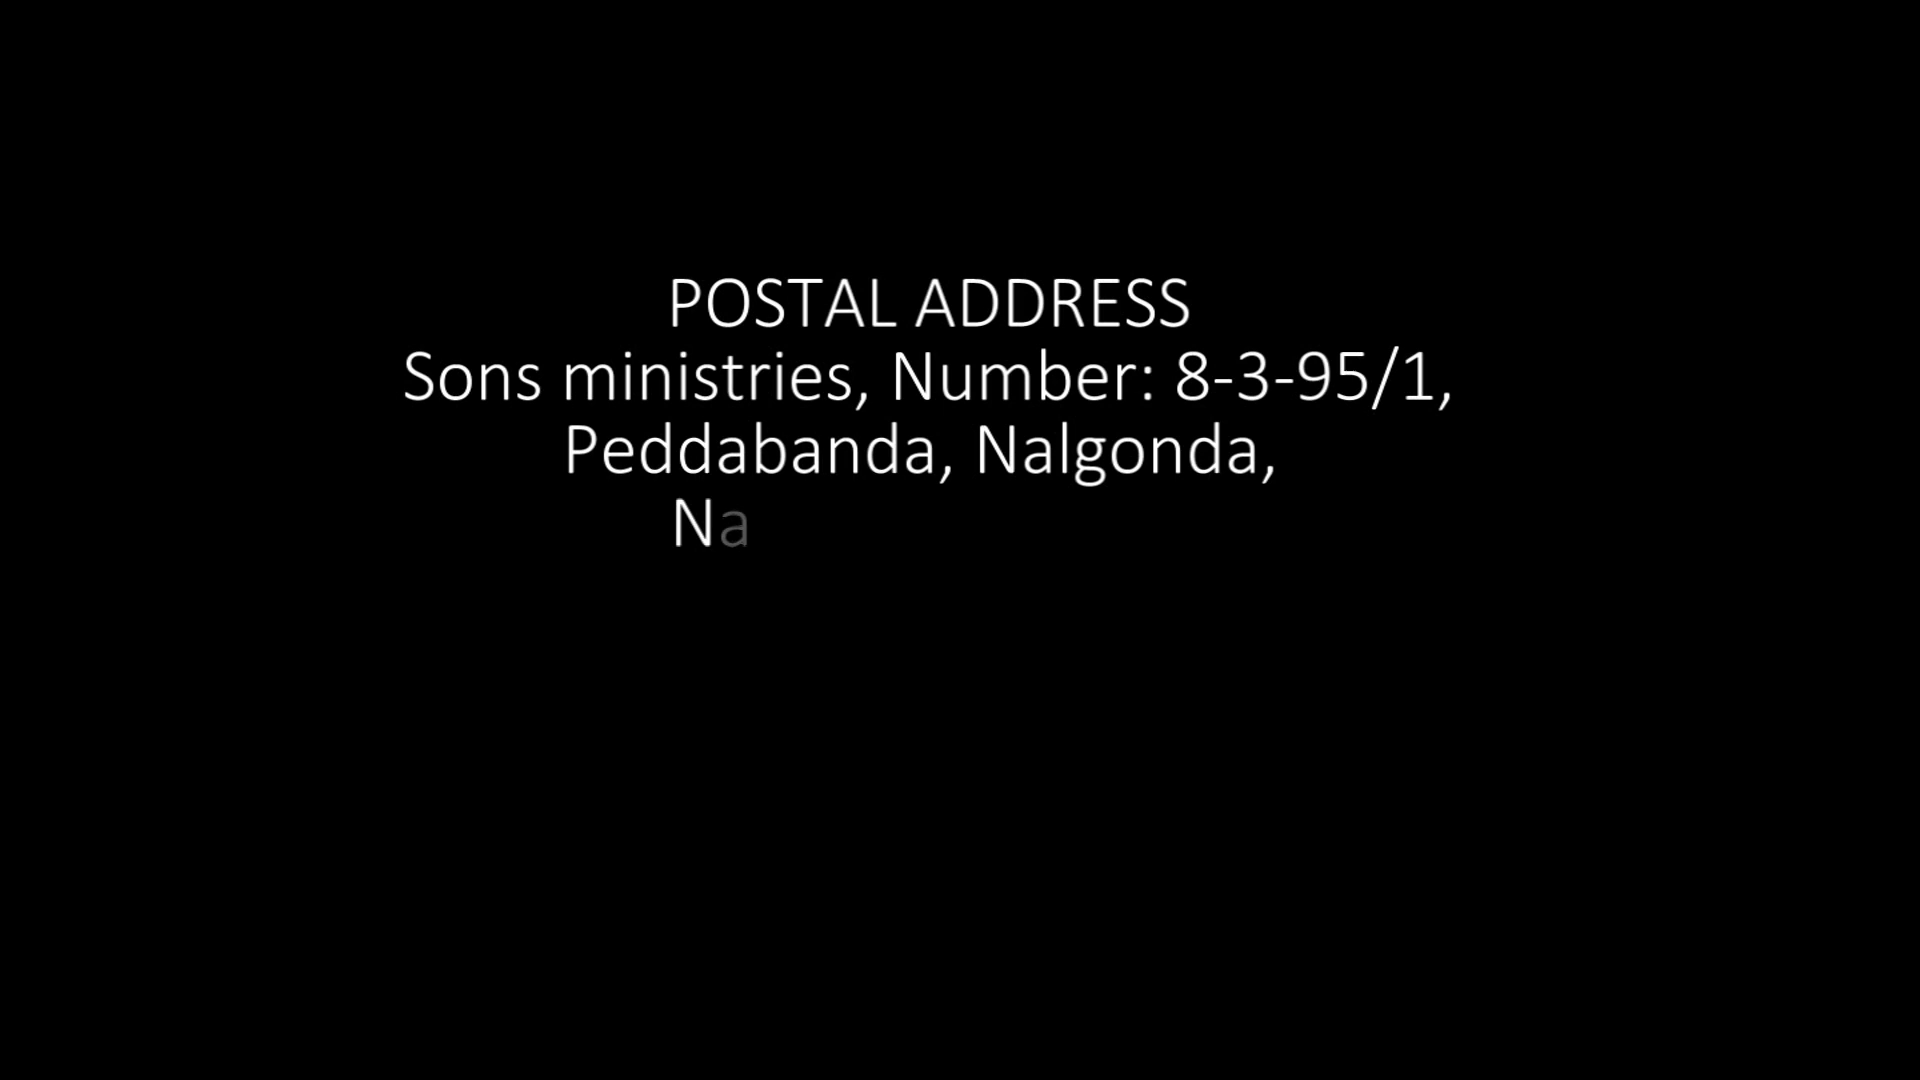 POSTAL ADDRESS
Sons ministries, Number: 8-3-95/1,
Peddabanda, Nalgonda,
Na